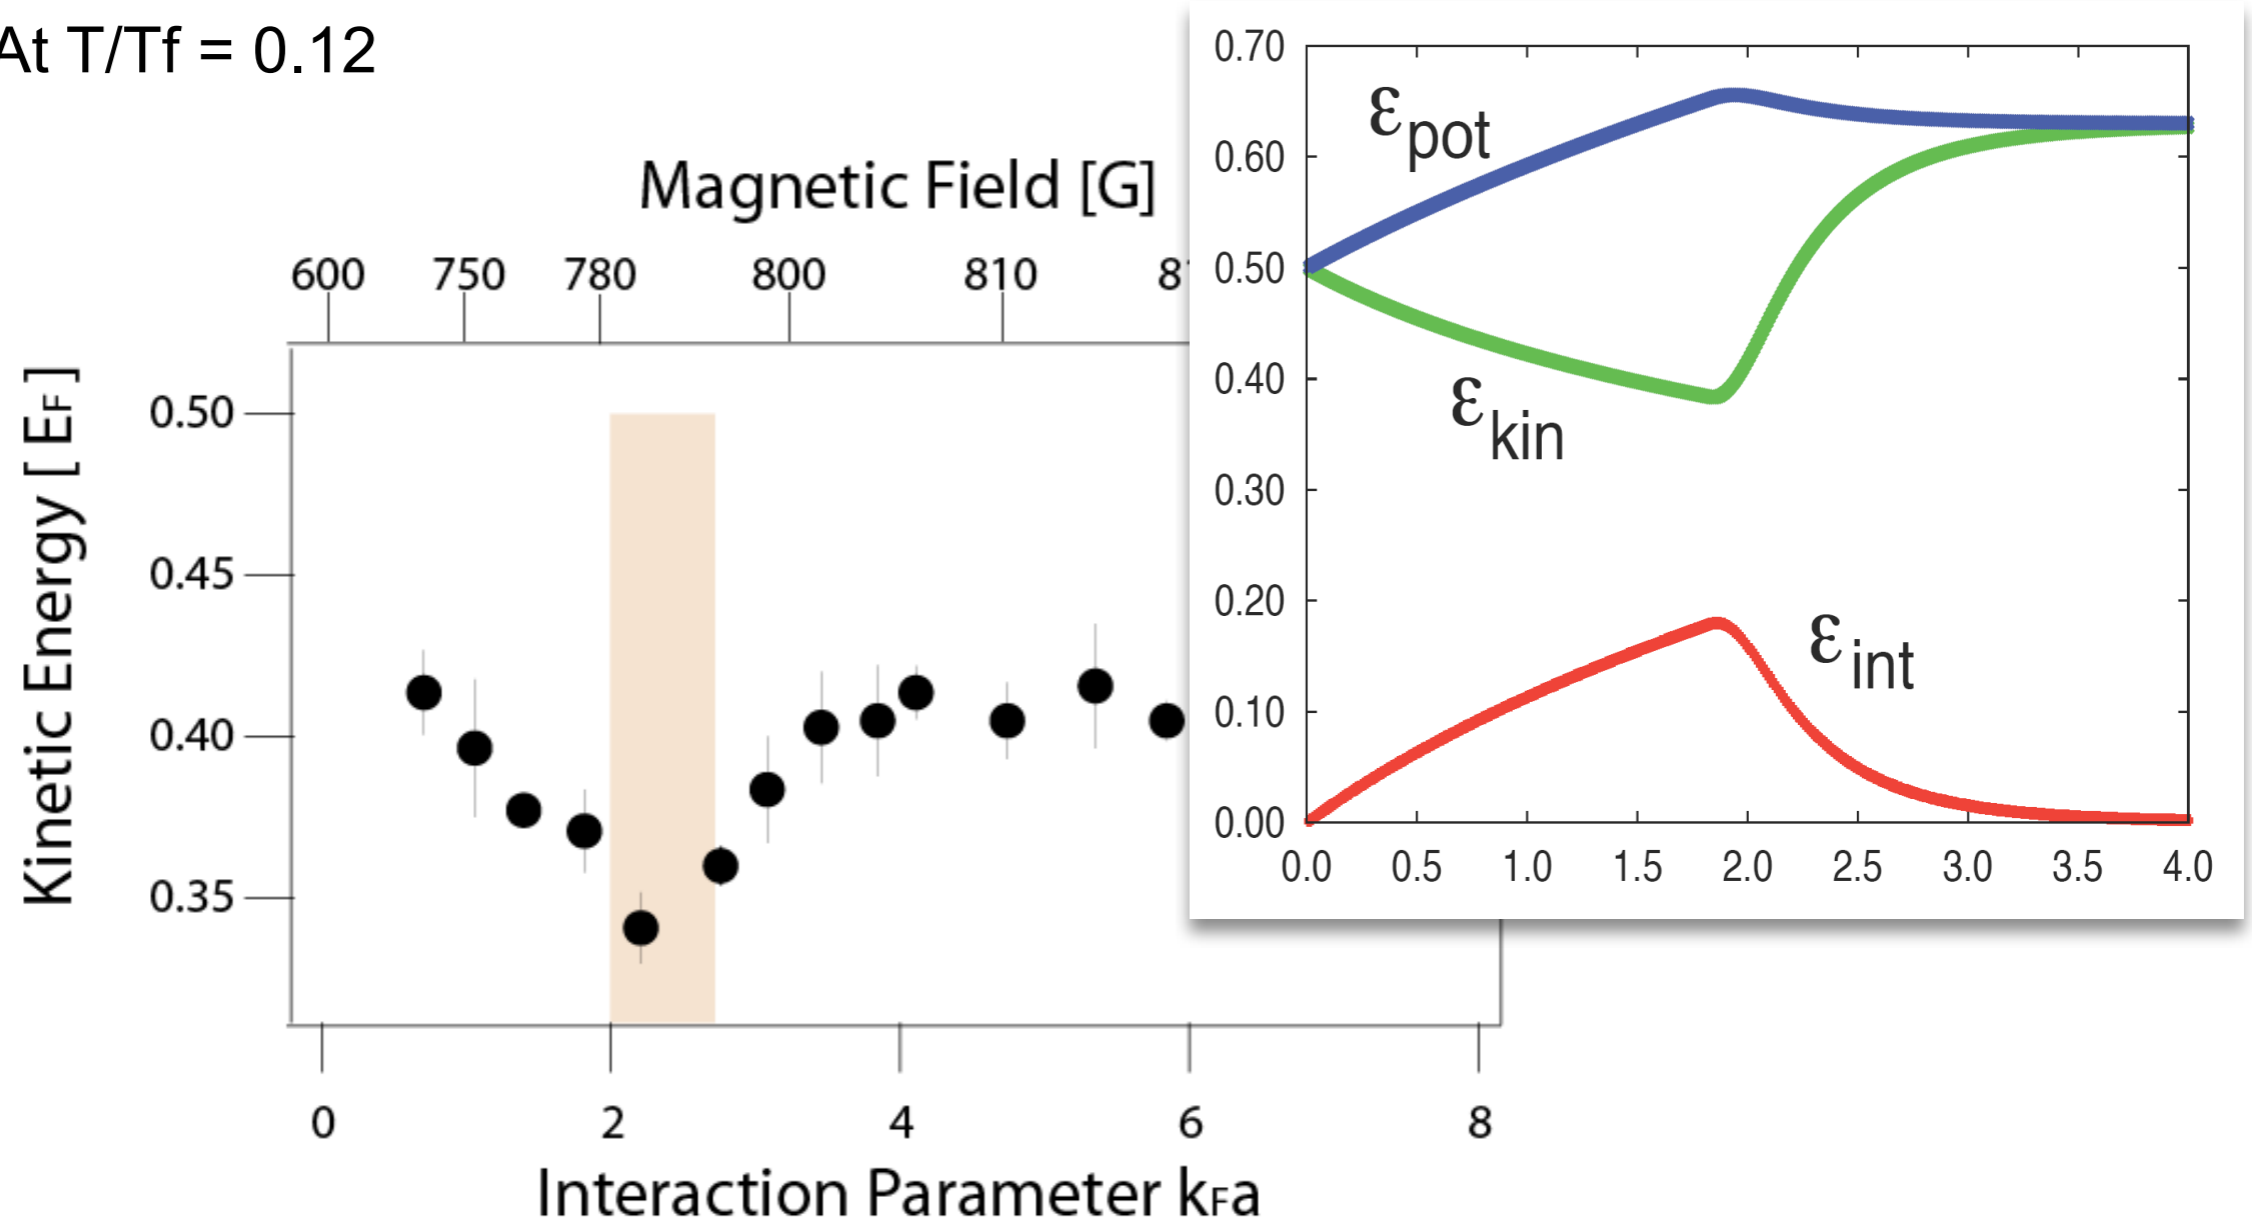 At T/Tf = 0.12
Magnetic Field [G]
600 750 780 800 810
Kinetic Energy [ EF ]
0.50
0.45
0.40
0.35
0 2 4 6 8
Interaction Parameter kFa
0.70
0.60
0.50
0.40
0.30
0.20
0.10
0.00
εpot
εkin
εint
0.0 0.5 1.0 1.5 2.0 2.5 3.0 3.5 4.0